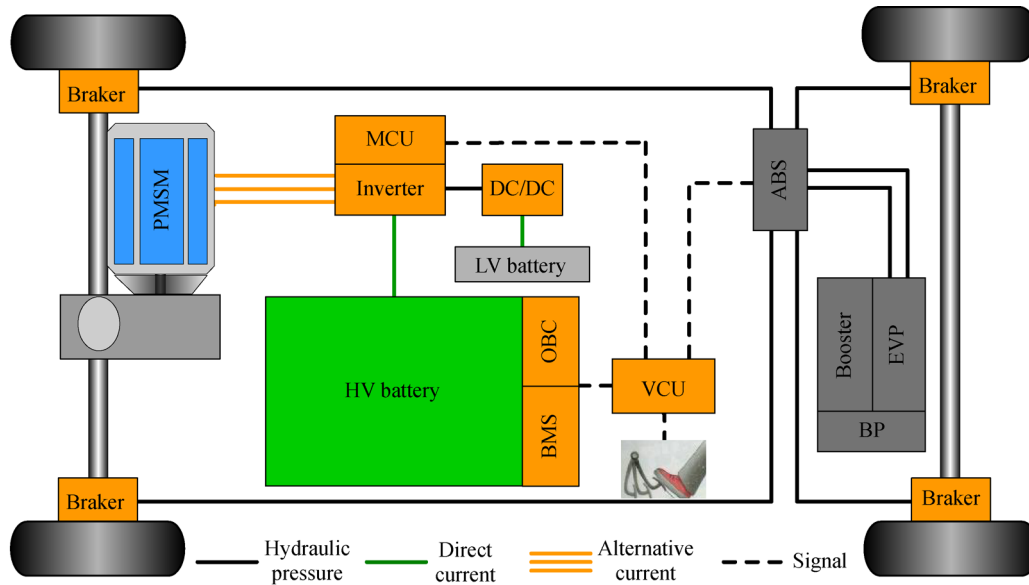 Braker
Braker
MCU
Inverter
DC/DC
PMSM
ABS
LV battery
HV battery
OBC
BMS
VCU
Booster
EVP
BP
Braker
Braker
Hydraulic
pressure
Direct
current
Alternative
current
Signal